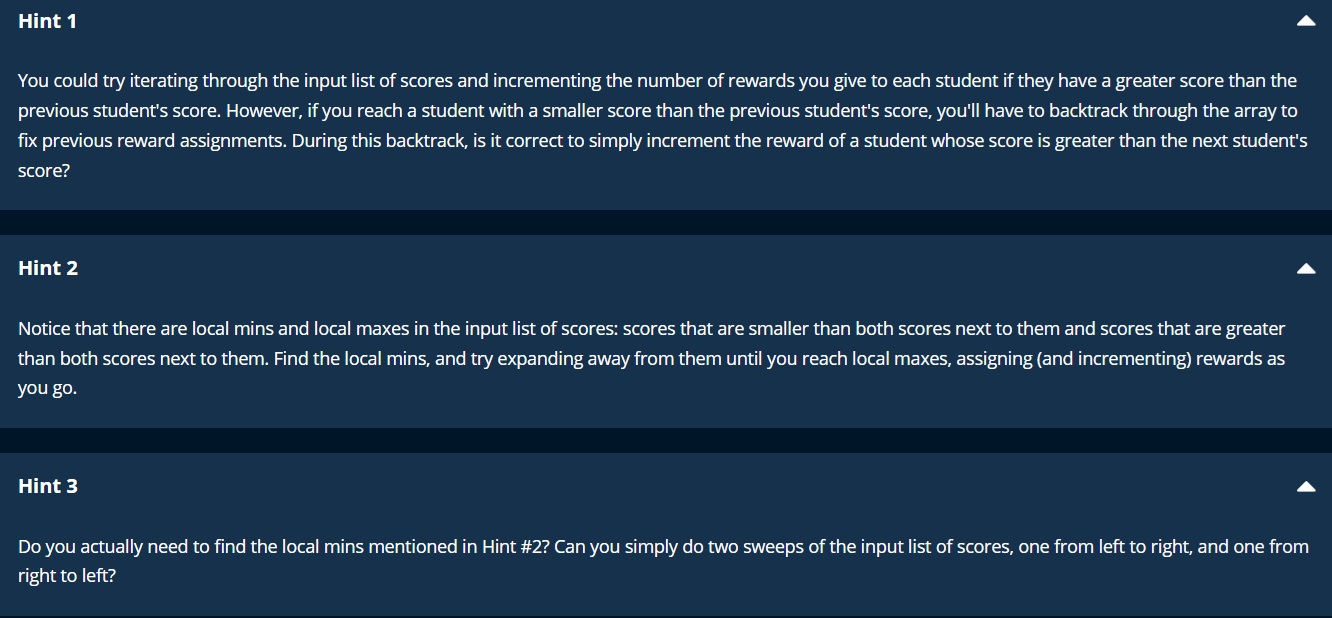 Hint 1
You could try iterating through the input list of scores and incrementing the number of rewards you give to each student if they have a greater score than the
previous student's score. However, if you reach a student with a smaller score than the previous student's score, you'll have to backtrack through the array to
fix previous reward assignments. During this backtrack, is it correct to simply increment the reward of a student whose score is greater than the next student's
score?
Hint 2
Notice that there are local mins and local maxes in the input list of scores: scores that are smaller than both scores next to them and scores that are greater
than both scores next to them. Find the local mins, and try expanding away from them until you reach local maxes, assigning (and incrementing) rewards as
you go.
Hint 3
Do you actually need to find the local mins mentioned in Hint #2? Can you simply do two sweeps of the input list of scores, one from left to right, and one from
right to left?